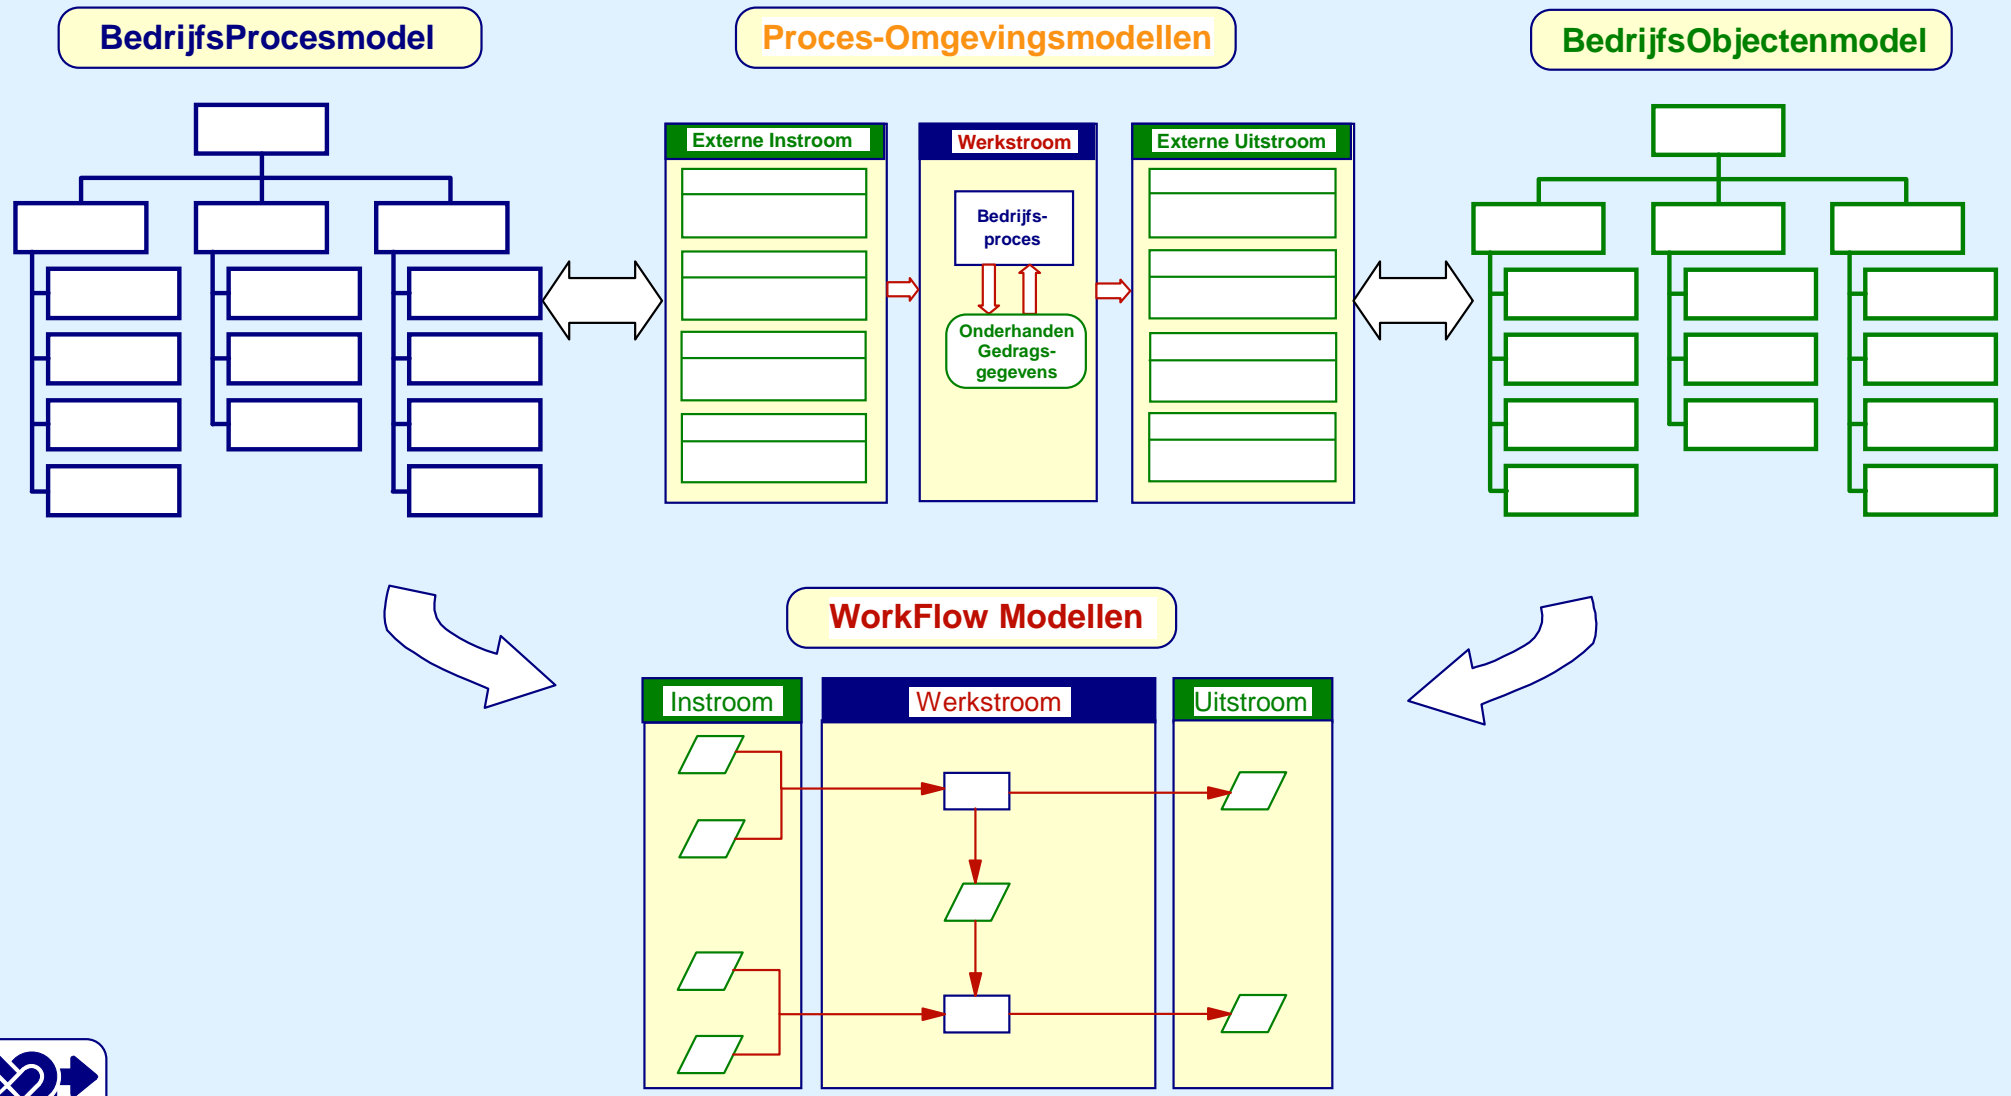 BedrijfsProcesmodel
Proces-Omgevingsmodellen
BedrijfsObjectenmodel
Externe Instroom
Werkstroom
Externe Uitstroom
Bedrijfs-
proces
Onderhanden
Gedrags-
gegevens
WorkFlow Modellen
Instroom
Werkstroom
Uitstroom